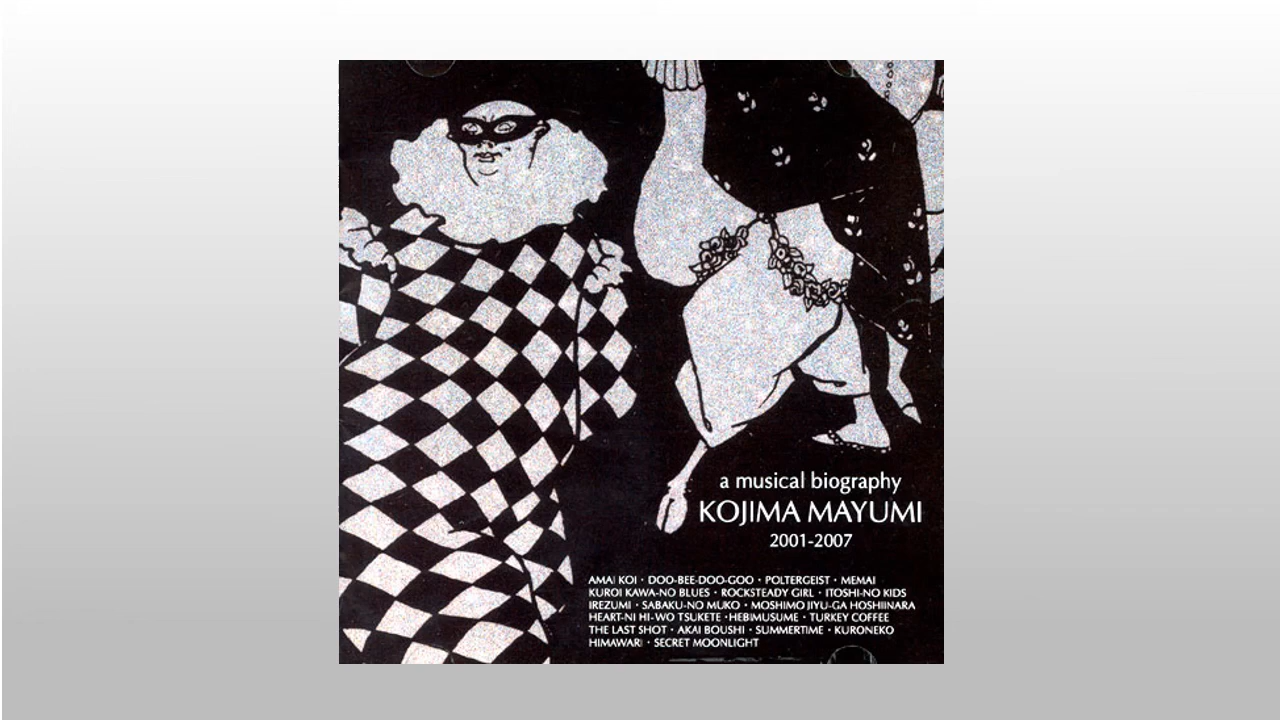 a musical biography
KOJIMA MAYUMI
2001-2007
AMAI KOI・DOO-BEE-DOO-GOO・POLTERGEIST・MEMAI
KUROI KAWA-NO BLUES・ROCKSTEADY GIRL・ITOSHI-NO KIDS
IREZUMI・SABAKU-NO MUKO・MOSHIMO JIYU-GA HOSHIINARA
HEART-NI HI-WO TSUKETE・HEBIMUSUME・TURKEY COFFEE
THE LAST SHOT・AKAI BOUSHI・SUMMERTIME・KURONEKO
HIMAWARI・SECRET MOONLIGHT